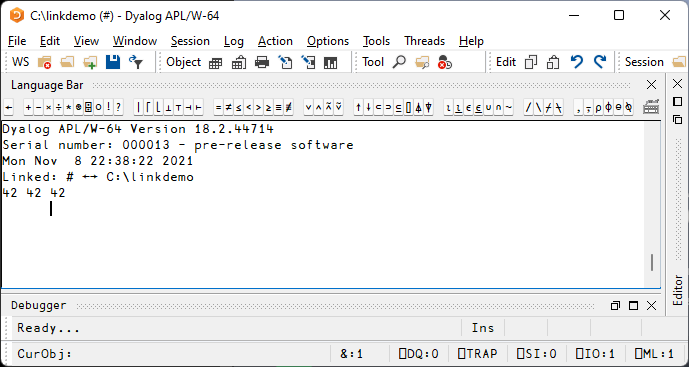 C:\linkdemo (#) - Dyalog APL/W-64
File Edit View Window Session Log Action Options Tools Threads Help
WS Object Tool Edit Session
Language Bar
← + - × ÷ * ⍟ ⌹ ○ ! ? | ⌈ ⌊ ⊥ ⊤ ⊣ ⊢ = ≠ ≤ < > ≥ ≡ ≢ ∨ ∧ ⍲ ⍱ ↑ ↓ ⊂ ⊃ ⊆ ⌷ ⍋ ⍒ ⍳ ⍸ ∊ ⍷ ∪ ∩ ~ / \ ⌿ ⍀ , ⍪ ⍴ ⌽ ⊖ ⍉
Dyalog APL/W-64 Version 18.2.44714
Serial number: 000013 - pre-release software
Mon Nov  8 22:38:22 2021
Linked: # ←→ C:\linkdemo
42 42 42
Editor
Debugger
Ready... Ins
CurObj: &:1 ⎕DQ:0 ⎕TRAP ⎕SI:0 ⎕IO:1 ⎕ML:1